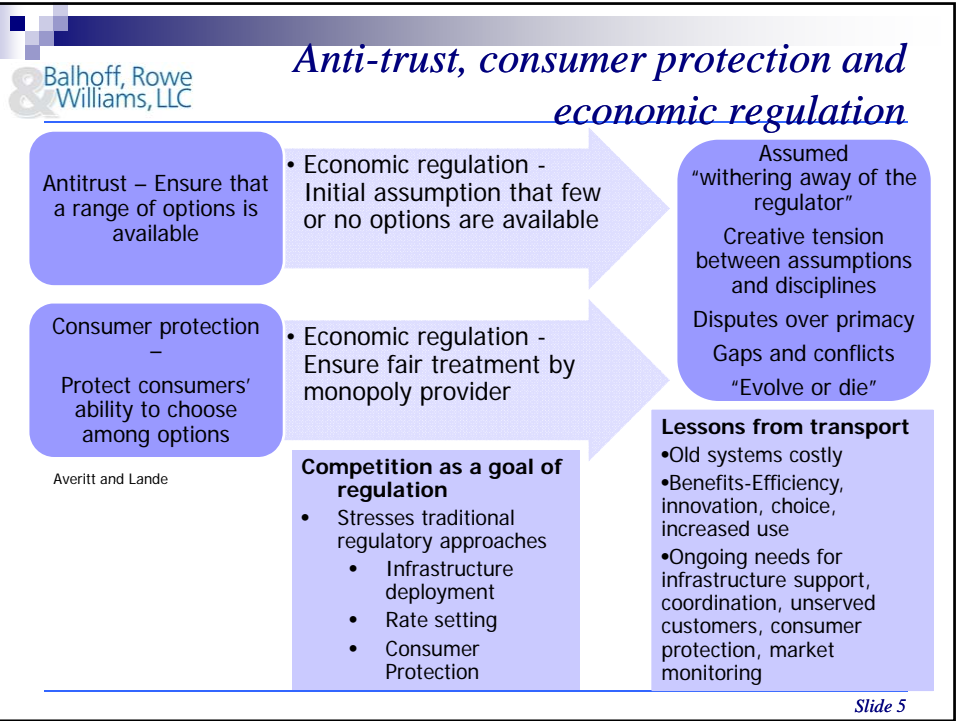 Balhoff, Rowe
& Williams, LLC
Anti-trust, consumer protection and
economic regulation
Antitrust – Ensure that
a range of options is
available
• Economic regulation -
Initial assumption that few
or no options are available
Assumed
“withering away of the
regulator”
Creative tension
between assumptions
and disciplines
Disputes over primacy
Gaps and conflicts
“Evolve or die”
Consumer protection
–
Protect consumers’
ability to choose
among options
• Economic regulation -
Ensure fair treatment by
monopoly provider
Averitt and Lande
Competition as a goal of
regulation
• Stresses traditional
regulatory approaches
• Infrastructure
deployment
• Rate setting
• Consumer
Protection
Lessons from transport
•Old systems costly
•Benefits-Efficiency,
innovation, choice,
increased use
•Ongoing needs for
infrastructure support,
coordination, unserved
customers, consumer
protection, market
monitoring
Slide 5